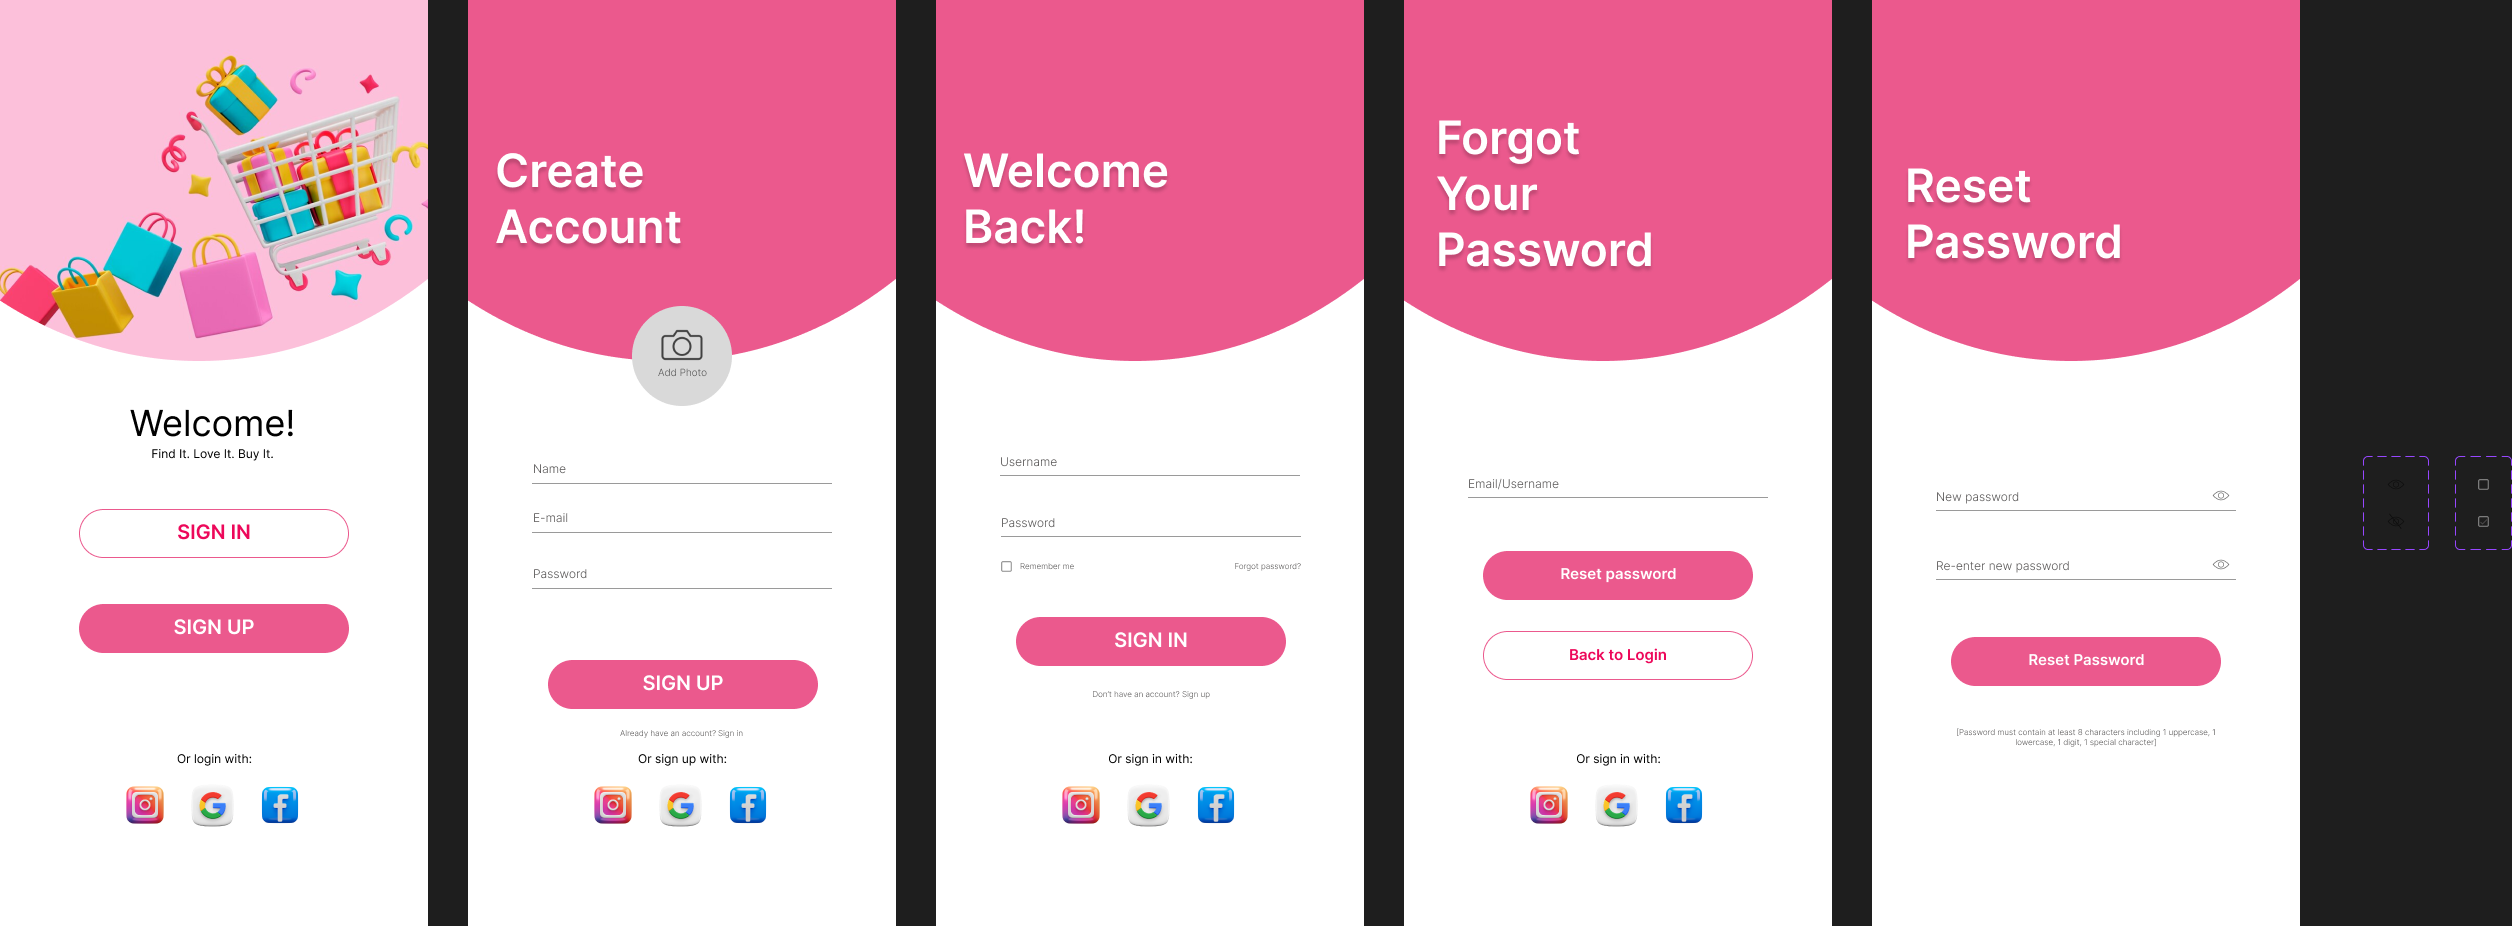 Welcome!
Find It. Love It. Buy It.
SIGN IN
SIGN UP
Or login with:
Create
Account
Add Photo
Name
E-mail
Password
SIGN UP
Already have an account? Sign in
Or sign up with:
Welcome
Back!
Username
Password
Remember me
Forgot password?
SIGN IN
Don't have an account? Sign up
Or sign in with:
Forgot
Your
Password
Email/Username
Reset password
Back to Login
Or sign in with:
Reset
Password
New password
Re-enter new password
Reset Password
[Password must contain at least 8 characters including 1 uppercase, 1
lowercase, 1 digit, 1 special character]